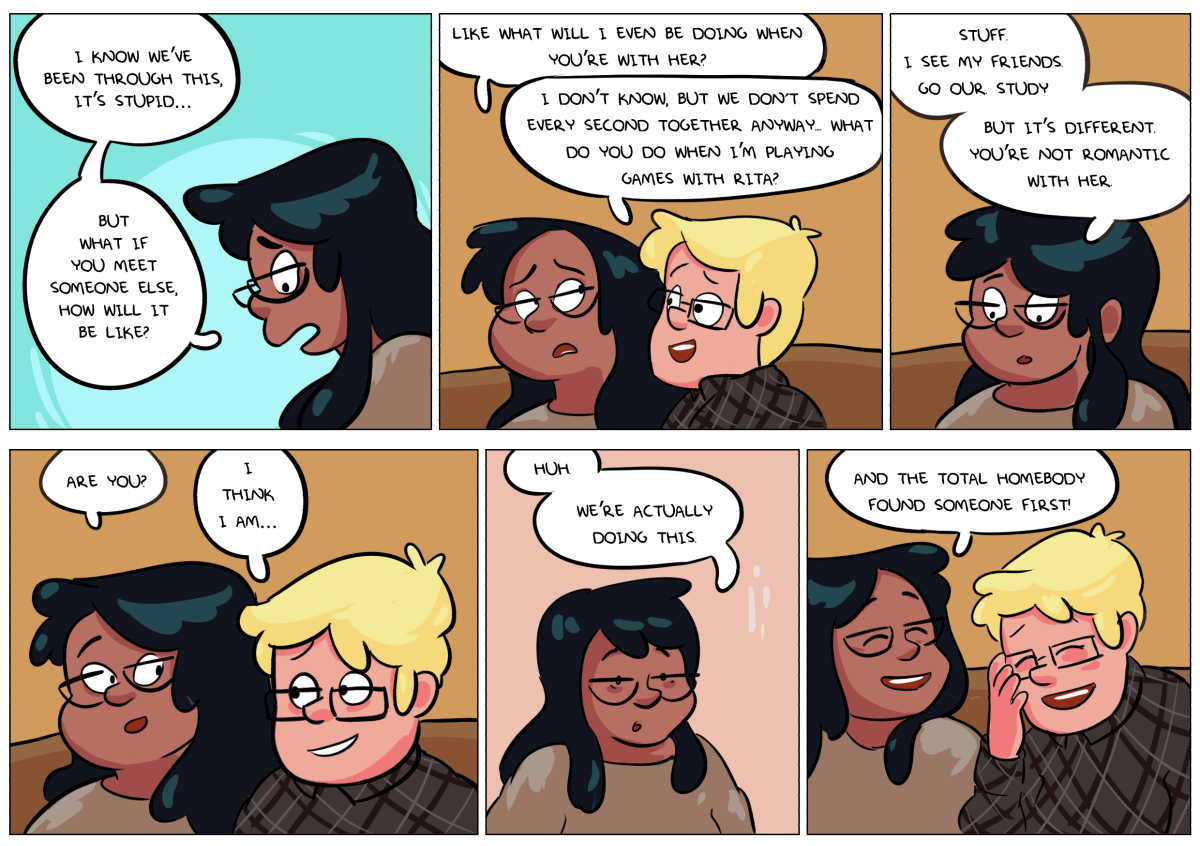 I KNOW WE'VE
BEEN THROUGH THIS,
IT'S STUPID...
BUT
WHAT IF
YOU MEET
SOMEONE ELSE,
HOW WILL IT
BE LIKE?
LIKE WHAT WILL I EVEN BE DOING WHEN
YOU'RE WITH HER?
I DON'T KNOW, BUT WE DON'T SPEND
EVERY SECOND TOGETHER ANYWAY... WHAT
DO YOU DO WHEN I'M PLAYING
GAMES WITH RITA?
STUFF.
I SEE MY FRIENDS.
GO OUR. STUDY
BUT IT'S DIFFERENT.
YOU'RE NOT ROMANTIC
WITH HER.
ARE YOU?
I
THINK
I AM...
HUH.
WE'RE ACTUALLY
DOING THIS.
AND THE TOTAL HOMEBODY
FOUND SOMEONE FIRST!